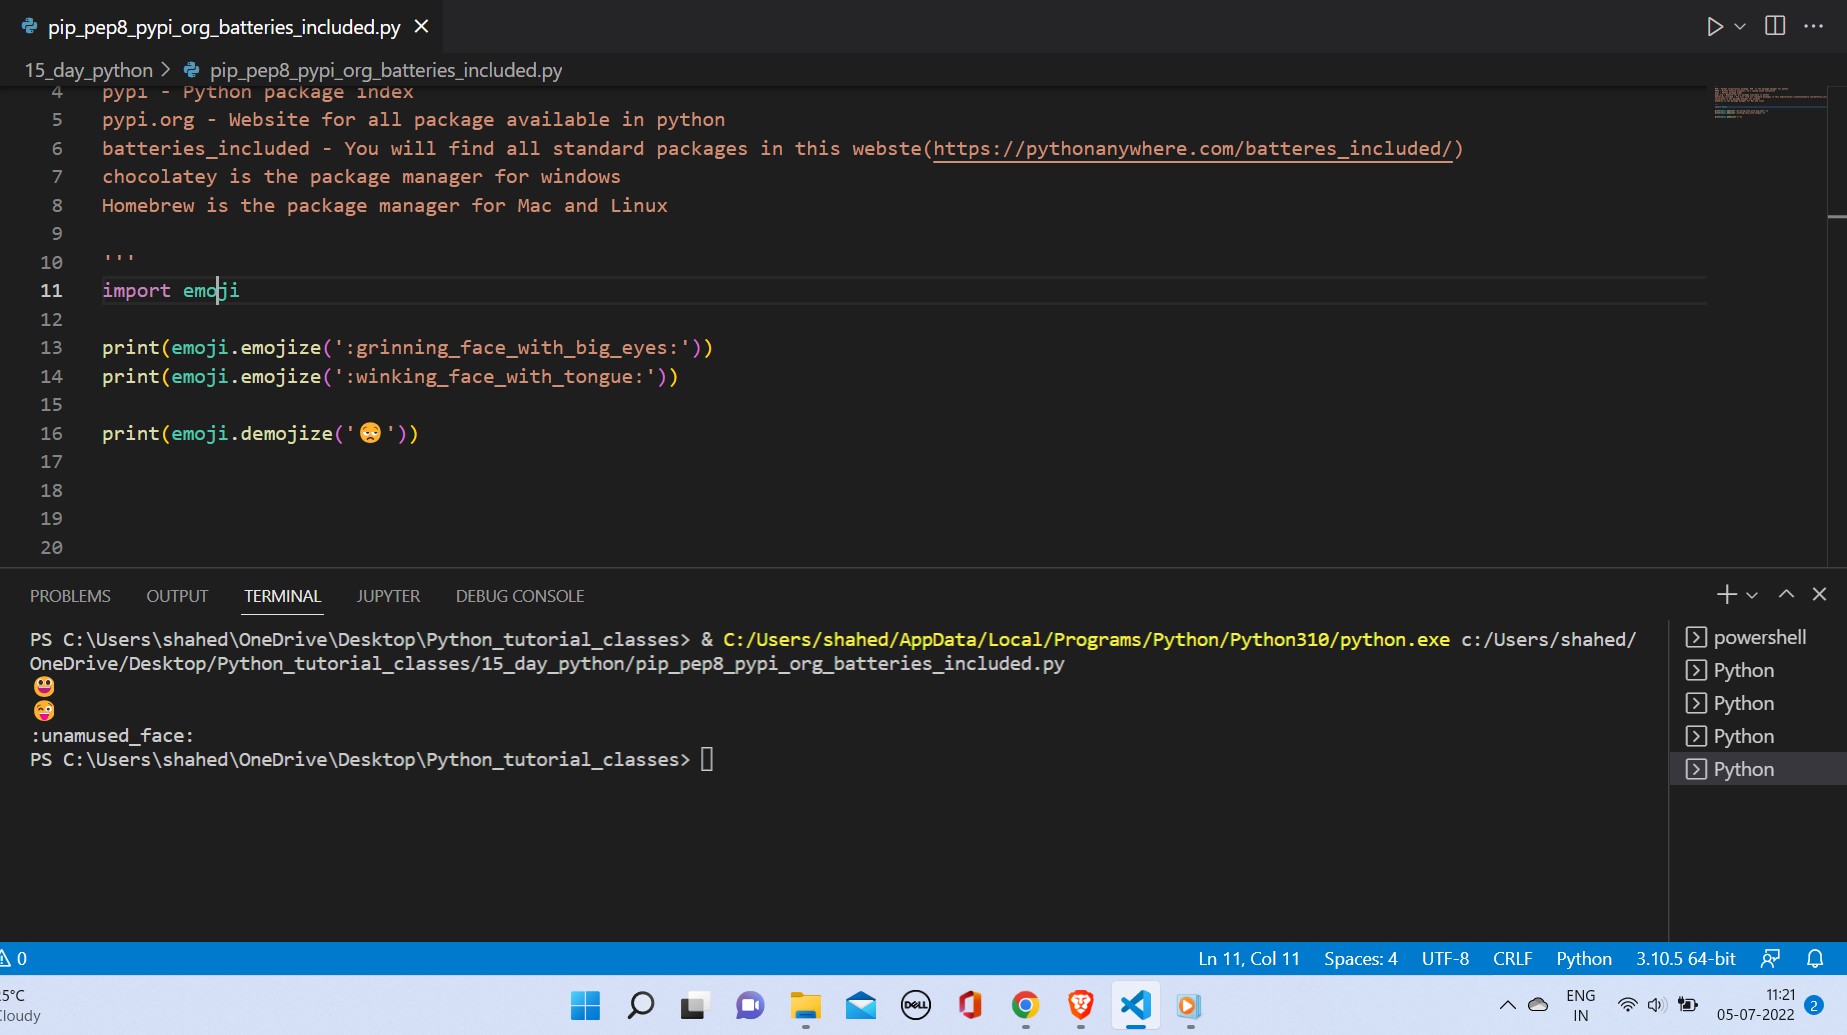 pip_pep8_pypi_org_batteries_included.py
15_day_python > pip_pep8_pypi_org_batteries_included.py
4 pypi - Python package index
5 pypi.org - Website for all package available in python
6 batteries_included - You will find all standard packages in this webste(https://pythonanywhere.com/batteres_included/)
7 chocolatey is the package manager for windows
8 Homebrew is the package manager for Mac and Linux
9
10 '''
11 import emoji
12
13 print(emoji.emojize(':grinning_face_with_big_eyes:'))
14 print(emoji.emojize(':winking_face_with_tongue:'))
15
16 print(emoji.demojize('😒'))
17
18
19
20
PROBLEMS OUTPUT TERMINAL JUPYTER DEBUG CONSOLE
PS C:\Users\shahed\OneDrive\Desktop\Python_tutorial_classes> & C:/Users/shahed/AppData/Local/Programs/Python/Python310/python.exe c:/Users/shahed/
OneDrive/Desktop/Python_tutorial_classes/15_day_python/pip_pep8_pypi_org_batteries_included.py
😃
😜
:unamused_face:
PS C:\Users\shahed\OneDrive\Desktop\Python_tutorial_classes>
powershell
Python
Python
Python
Python
0 Ln 11, Col 11 Spaces: 4 UTF-8 CRLF Python 3.10.5 64-bit
5°C
loudy
DELL
ENG
IN
11:21
05-07-2022
2